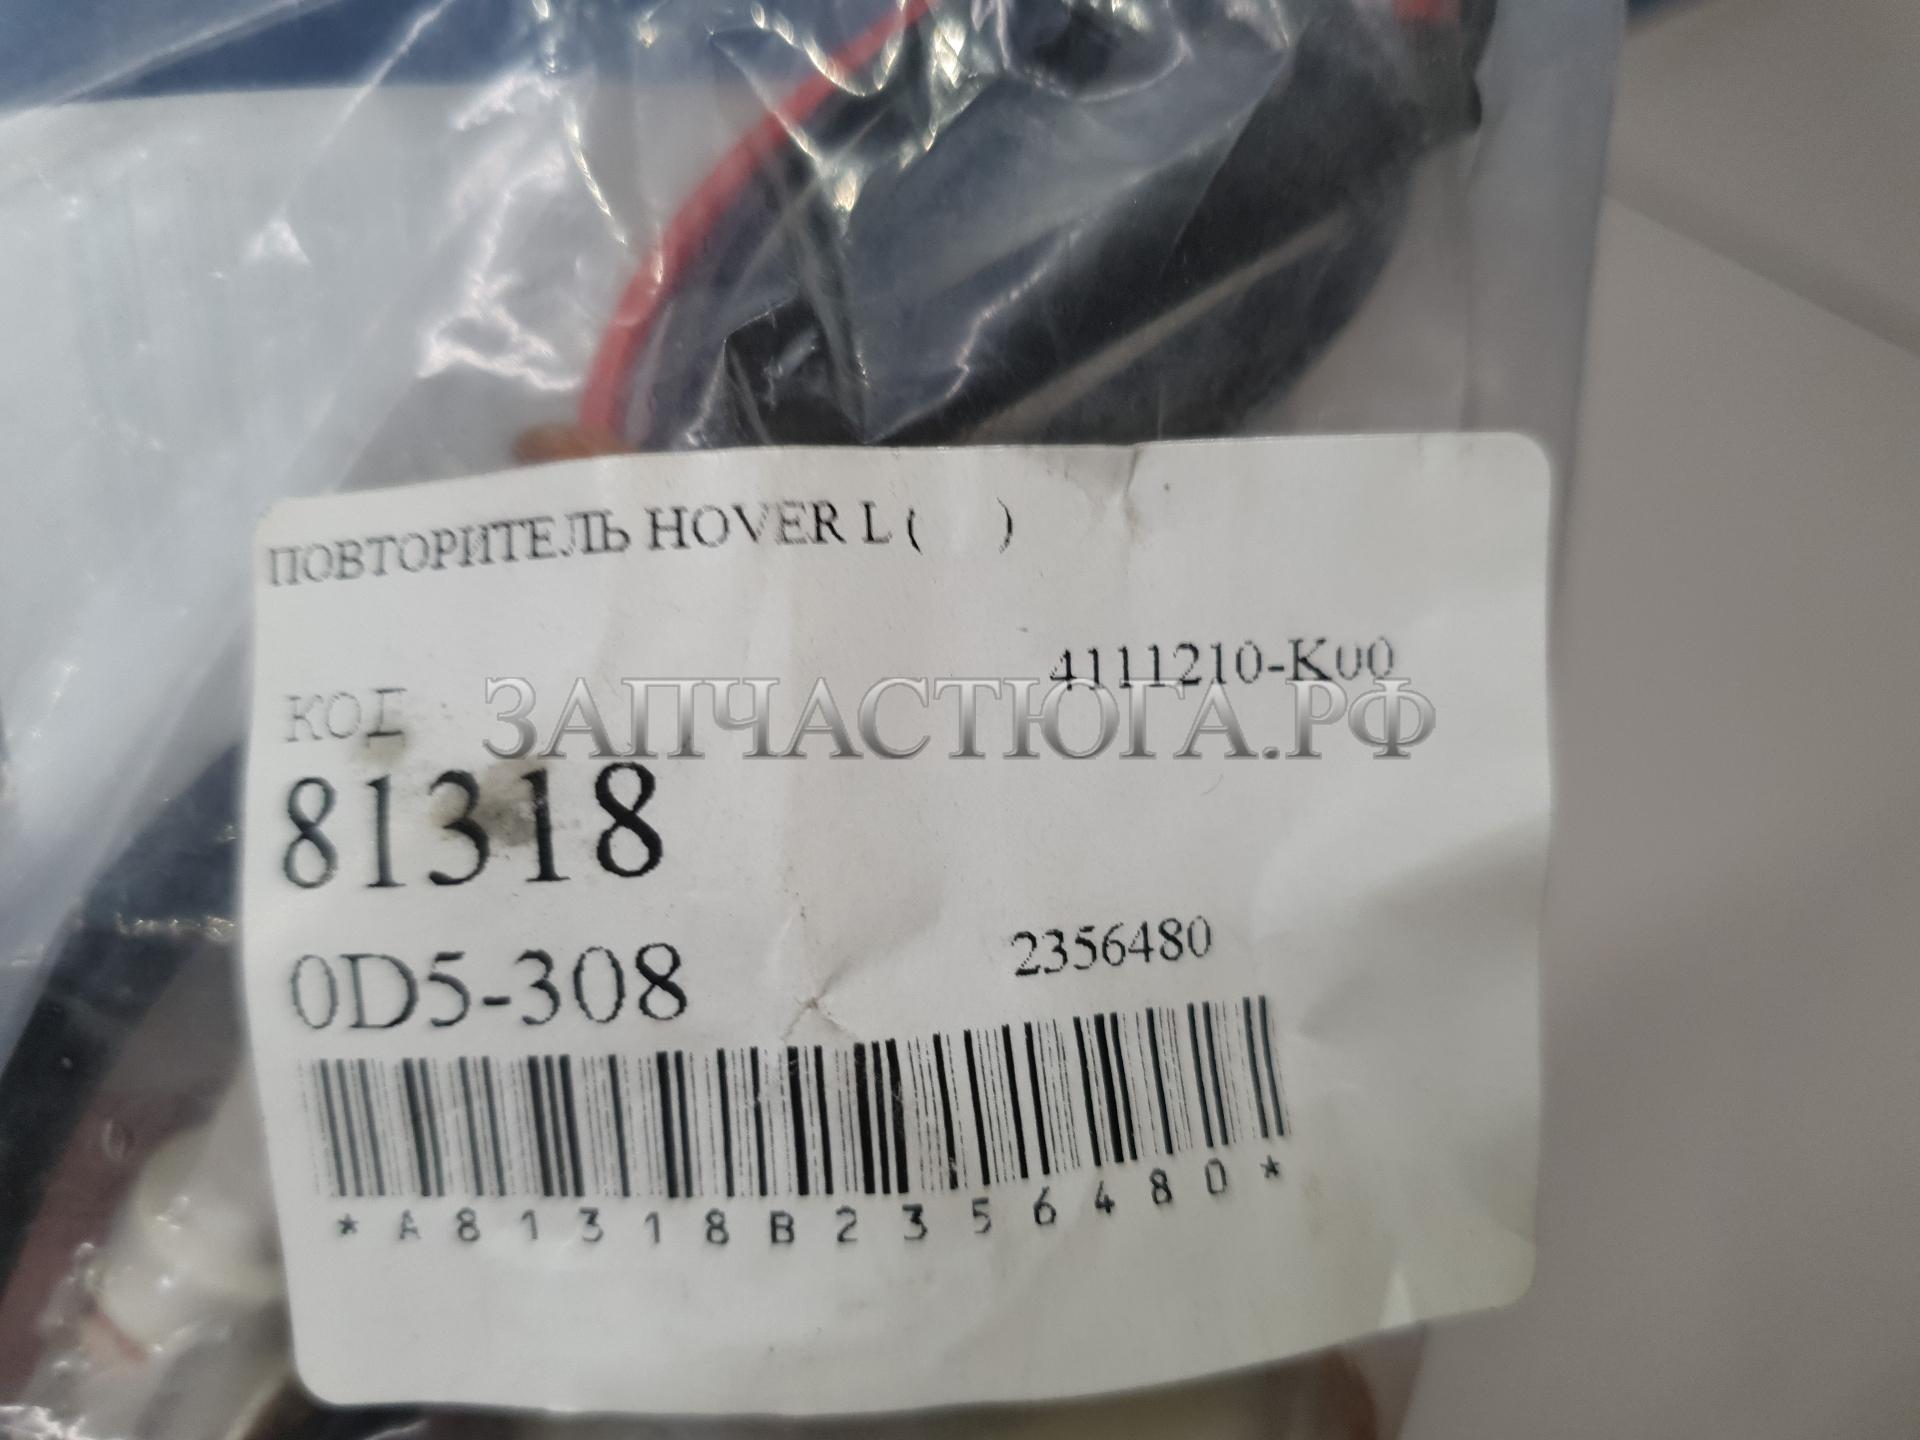 ПОВТОРИТЕЛЬ HOVER L ( )
4111210-K00
КОД
ЗАПЧАСТЮГА.РФ
81318
0D5-308
2356480
*A81318B2356480*